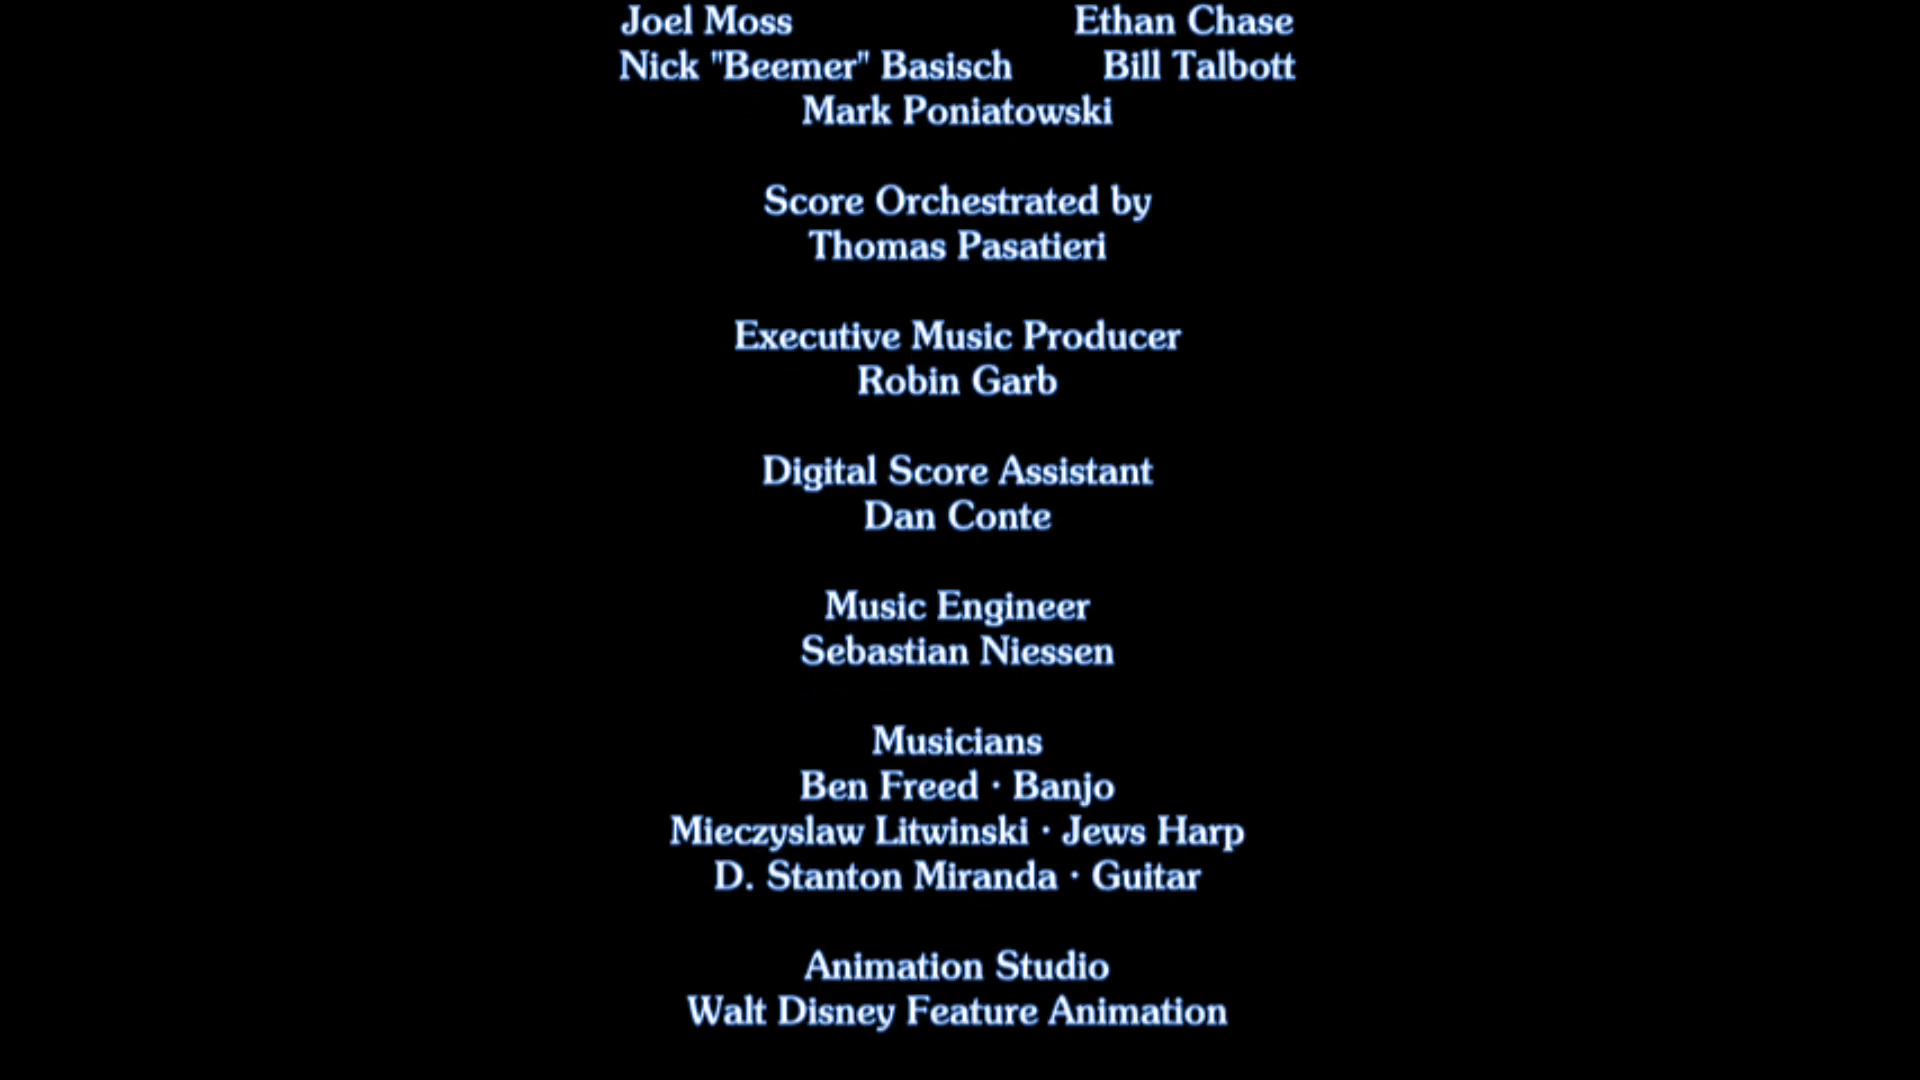 Joel Moss Ethan Chase
Nick "Beemer" Basisch Bill Talbott
Mark Poniatowski
Score Orchestrated by
Thomas Pasatieri
Executive Music Producer
Robin Garb
Digital Score Assistant
Dan Conte
Music Engineer
Sebastian Niessen
Musicians
Ben Freed · Banjo
Mieczyslaw Litwinski · Jews Harp
D. Stanton Miranda · Guitar
Animation Studio
Walt Disney Feature Animation